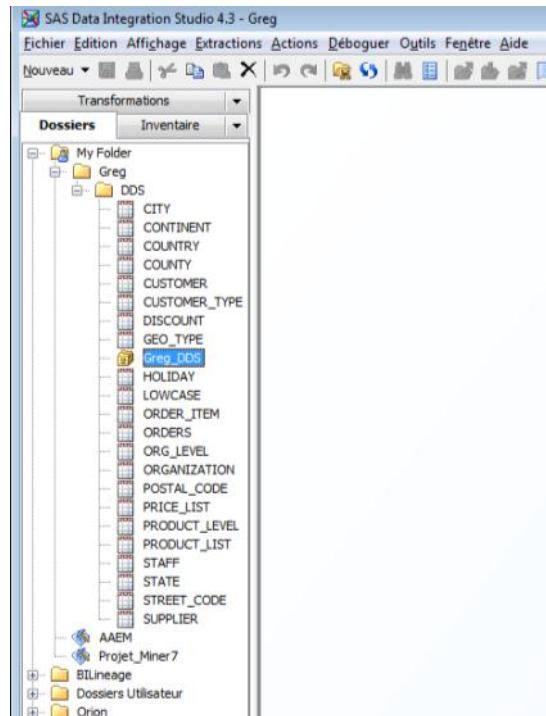 SAS Data Integration Studio 4.3 - Greg
Fichier Edition Affichage Extractions Actions Déboguer Outils Fenêtre Aide
Nouveau
Transformations
Dossiers Inventaire
My Folder
Greg
DDS
CITY
CONTINENT
COUNTRY
COUNTY
CUSTOMER
CUSTOMER_TYPE
DISCOUNT
GEO_TYPE
Greg_DDS
HOLIDAY
LOWCASE
ORDER_ITEM
ORDERS
ORG_LEVEL
ORGANIZATION
POSTAL_CODE
PRICE_LIST
PRODUCT_LEVEL
PRODUCT_LIST
STAFF
STATE
STREET_CODE
SUPPLIER
AAEM
Projet_Miner7
BILineage
Dossiers Utilisateur
Orion